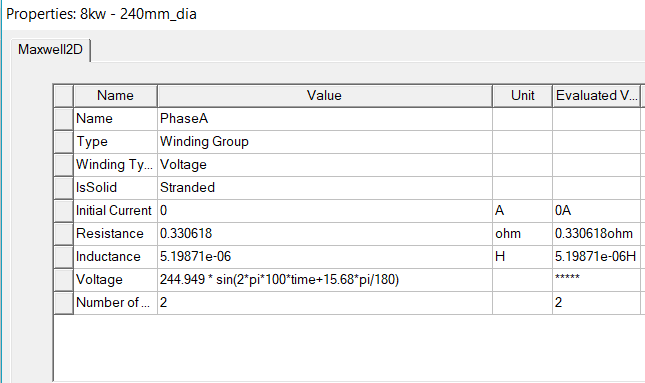 Properties: 8kw - 240mm_dia
Maxwell2D
Name Value Unit Evaluated V...
Name PhaseA
Type Winding Group
Winding Ty... Voltage
IsSolid Stranded
Initial Current 0 A 0A
Resistance 0.330618 ohm 0.330618ohm
Inductance 5.19871e-06 H 5.19871e-06H
Voltage 244.949 * sin(2*pi*100*time+15.68*pi/180) *****
Number of ... 2 2